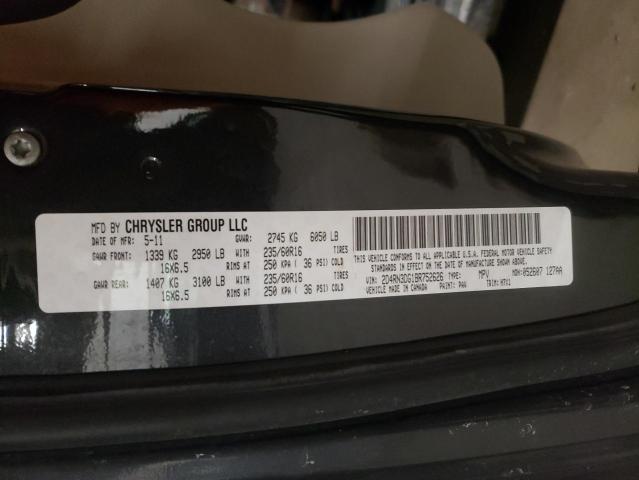 MFD BY CHRYSLER GROUP LLC
DATE OF MFR: 5-11 GVWR: 2745 KG 6050 LB
GAWR FRONT: 1339 KG 2950 LB WITH 235/60R16 TIRES
16X6.5 RIMS AT 250 KPA ( 36 PSI) COLD
GAWR REAR: 1407 KG 3100 LB WITH 235/60R16 TIRES
16X6.5 RIMS AT 250 KPA ( 36 PSI) COLD
THIS VEHICLE CONFORMS TO ALL APPLICABLE U.S.A. FEDERAL MOTOR VEHICLE SAFETY
STANDARDS IN EFFECT ON THE DATE OF MANUFACTURE SHOWN ABOVE.
VIN: 2D4RN3DG1BR752626 TYPE: MPV MDH: 052607 127AA
VEHICLE MADE IN CANADA PAINT: PAV TRIM: H7X1